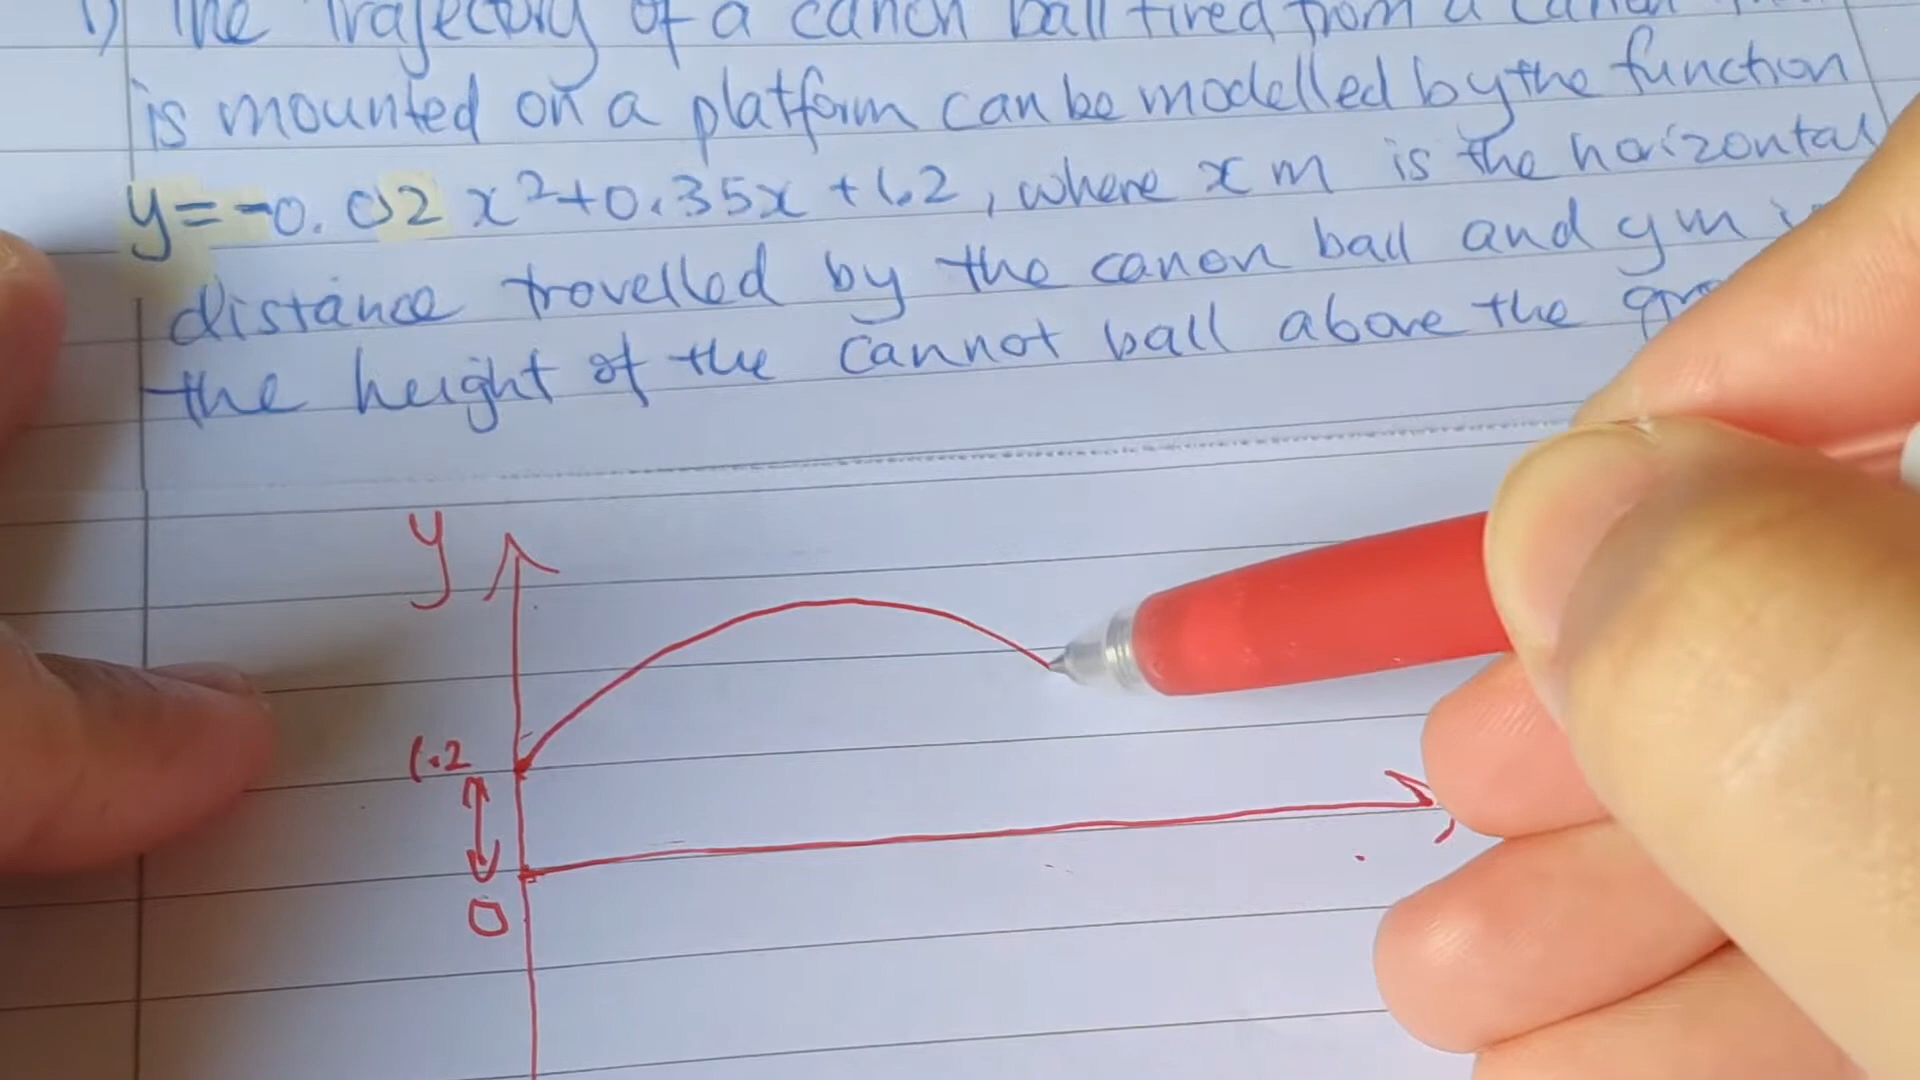 1) The Trajectory of a canon ball fired from a canon
is mounted on a platform can be modelled by the function
y=-0.02x²+0.35x+1.2, where x m is the horizontal
distance travelled by the canon ball and y m
the height of the cannot ball above the
y
1.2
0